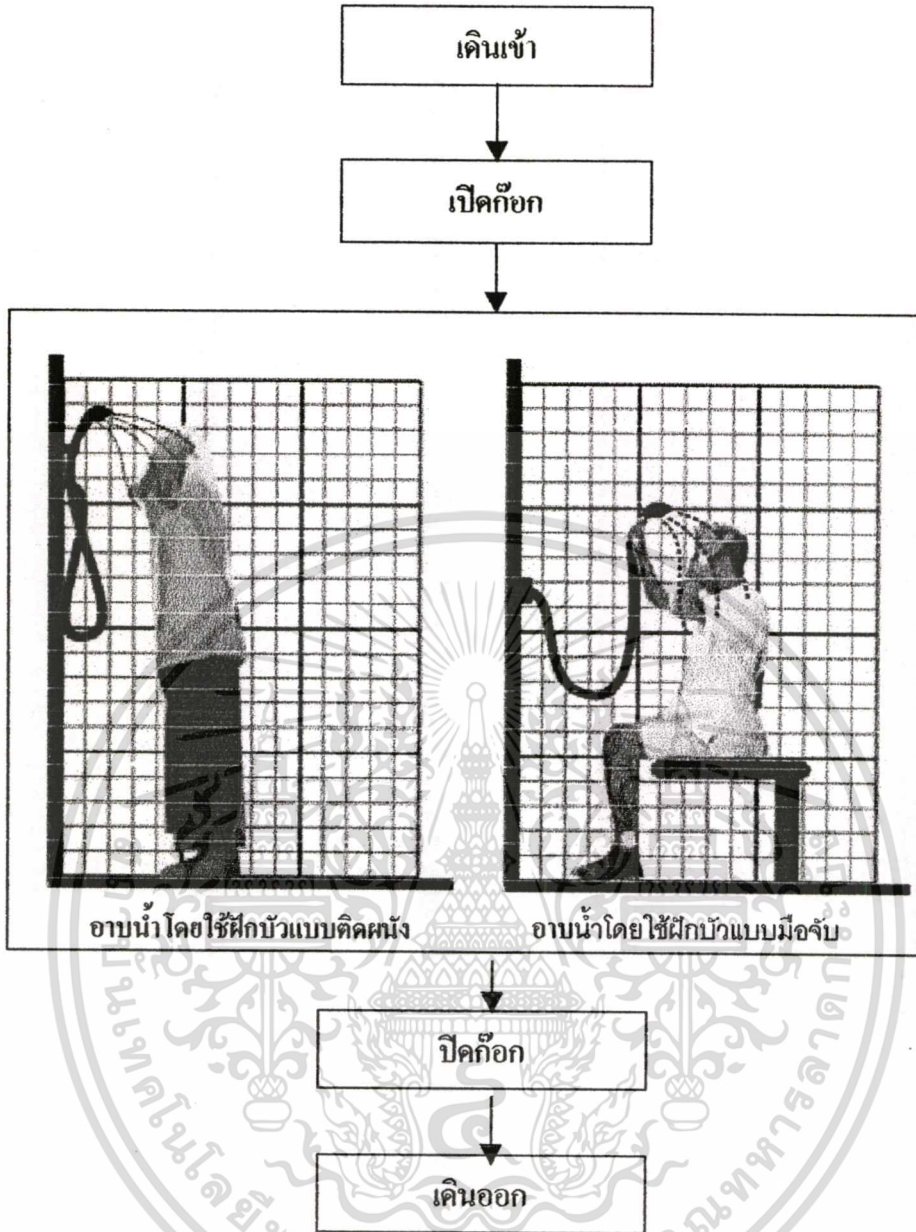 เดินเข้า
เปิดก๊อก
อาบน้ำโดยใช้ฝักบัวแบบติดผนัง
อาบน้ำโดยใช้ฝักบัวแบบมือจับ
ปิดก๊อก
เดินออก